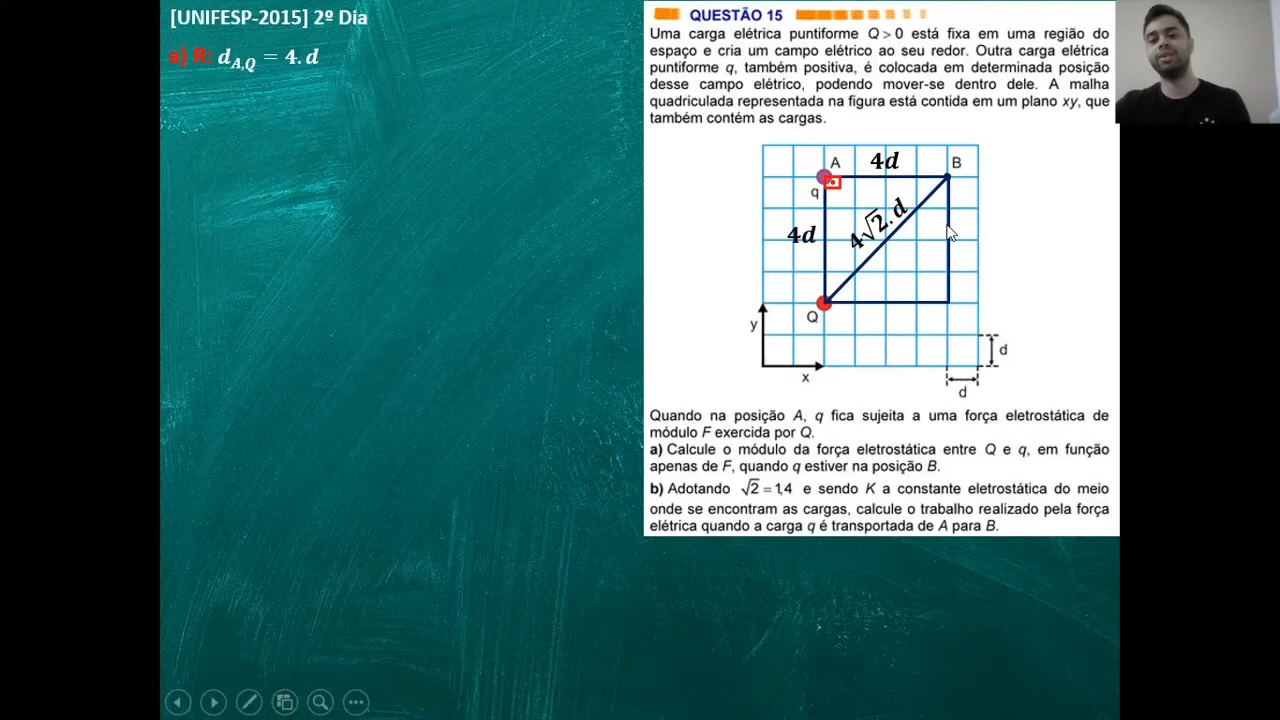 [UNIFESP-2015] 2º Dia
a) R: d_{A,Q} = 4.d
QUESTÃO 15
Uma carga elétrica puntiforme Q > 0 está fixa em uma região do
espaço e cria um campo elétrico ao seu redor. Outra carga elétrica
puntiforme q, também positiva, é colocada em determinada posição
desse campo elétrico, podendo mover-se dentro dele. A malha
quadriculada representada na figura está contida em um plano xy, que
também contém as cargas.
A
4d
B
q
4d
4√2.d
Q
y
x
d
d
Quando na posição A, q fica sujeita a uma força eletrostática de
módulo F exercida por Q.
a) Calcule o módulo da força eletrostática entre Q e q, em função
apenas de F, quando q estiver na posição B.
b) Adotando √2 = 1,4 e sendo K a constante eletrostática do meio
onde se encontram as cargas, calcule o trabalho realizado pela força
elétrica quando a carga q é transportada de A para B.